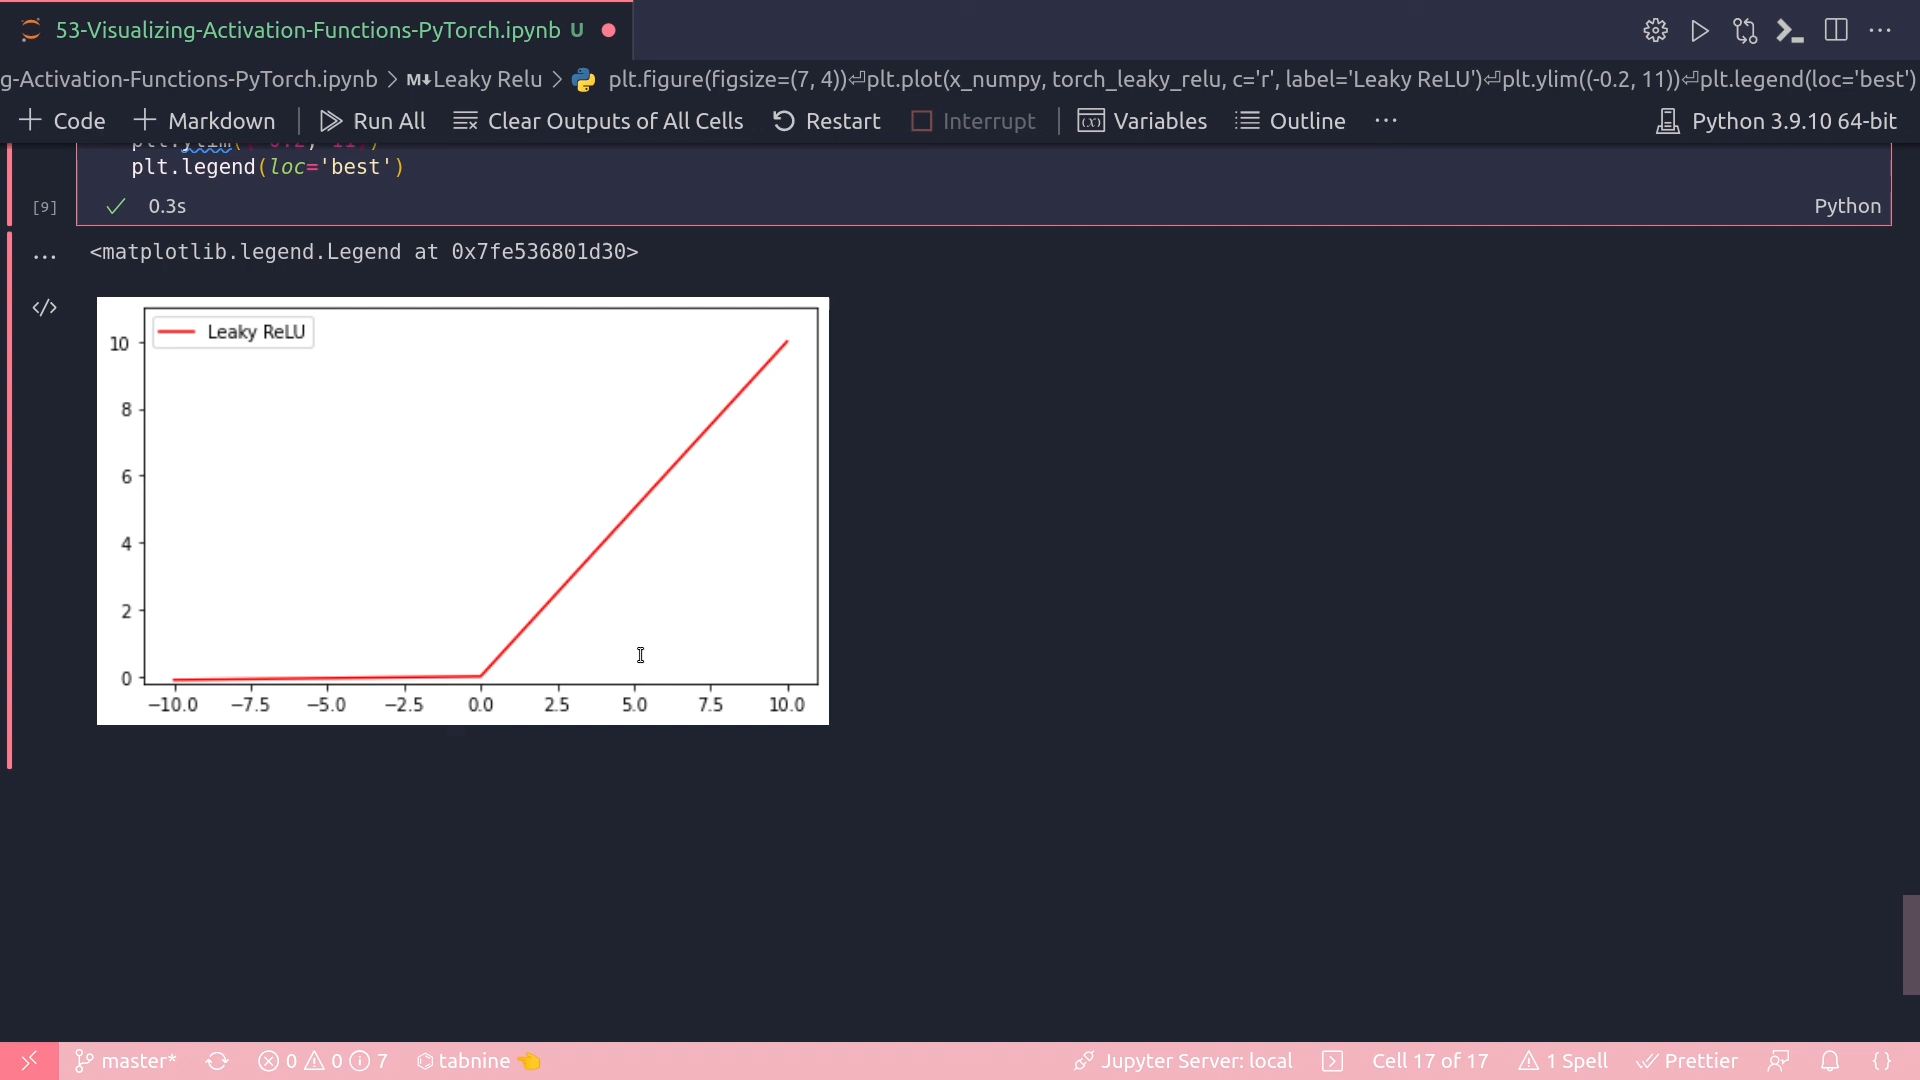 53-Visualizing-Activation-Functions-PyTorch.ipynb U
g-Activation-Functions-PyTorch.ipynb > M↓Leaky Relu > plt.figure(figsize=(7, 4))⏎plt.plot(x_numpy, torch_leaky_relu, c='r', label='Leaky ReLU')⏎plt.ylim((-0.2, 11))⏎plt.legend(loc='best')
+ Code + Markdown | Run All Clear Outputs of All Cells Restart Interrupt | Variables Outline ··· Python 3.9.10 64-bit
plt.ylim((-0.2, 11))
plt.legend(loc='best')
[9] ✓ 0.3s Python
... <matplotlib.legend.Legend at 0x7fe536801d30>
</>
Leaky ReLU
10
8
6
4
2
0
−10.0 −7.5 −5.0 −2.5 0.0 2.5 5.0 7.5 10.0
master* 0 0 7 tabnine 👈 Jupyter Server: local Cell 17 of 17 1 Spell Prettier { }